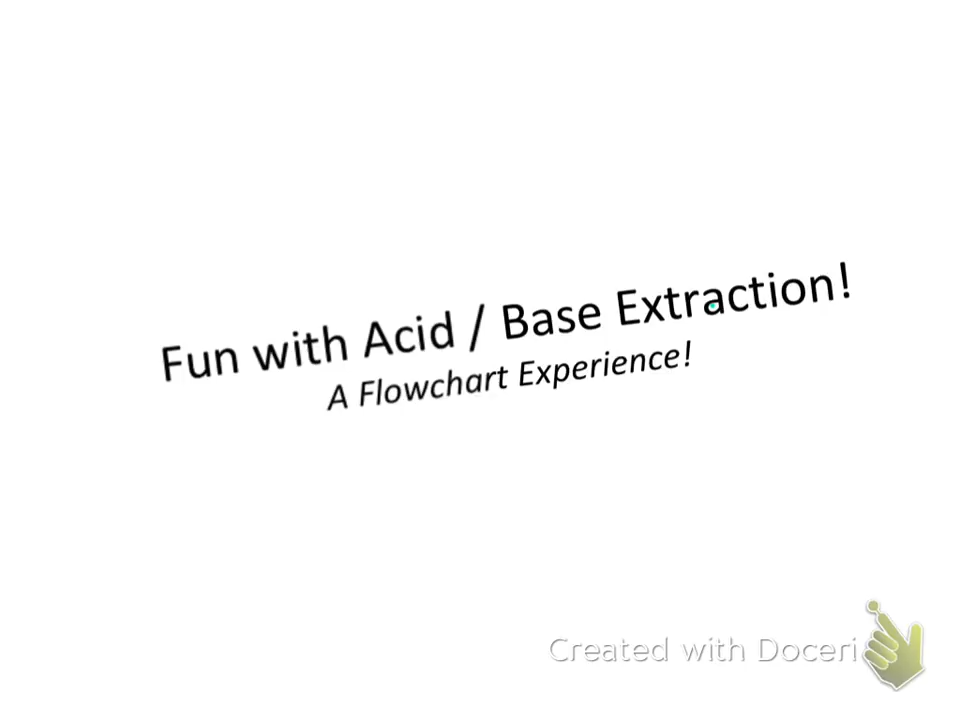 Fun with Acid / Base Extraction!
A Flowchart Experience!
Created with Doceri